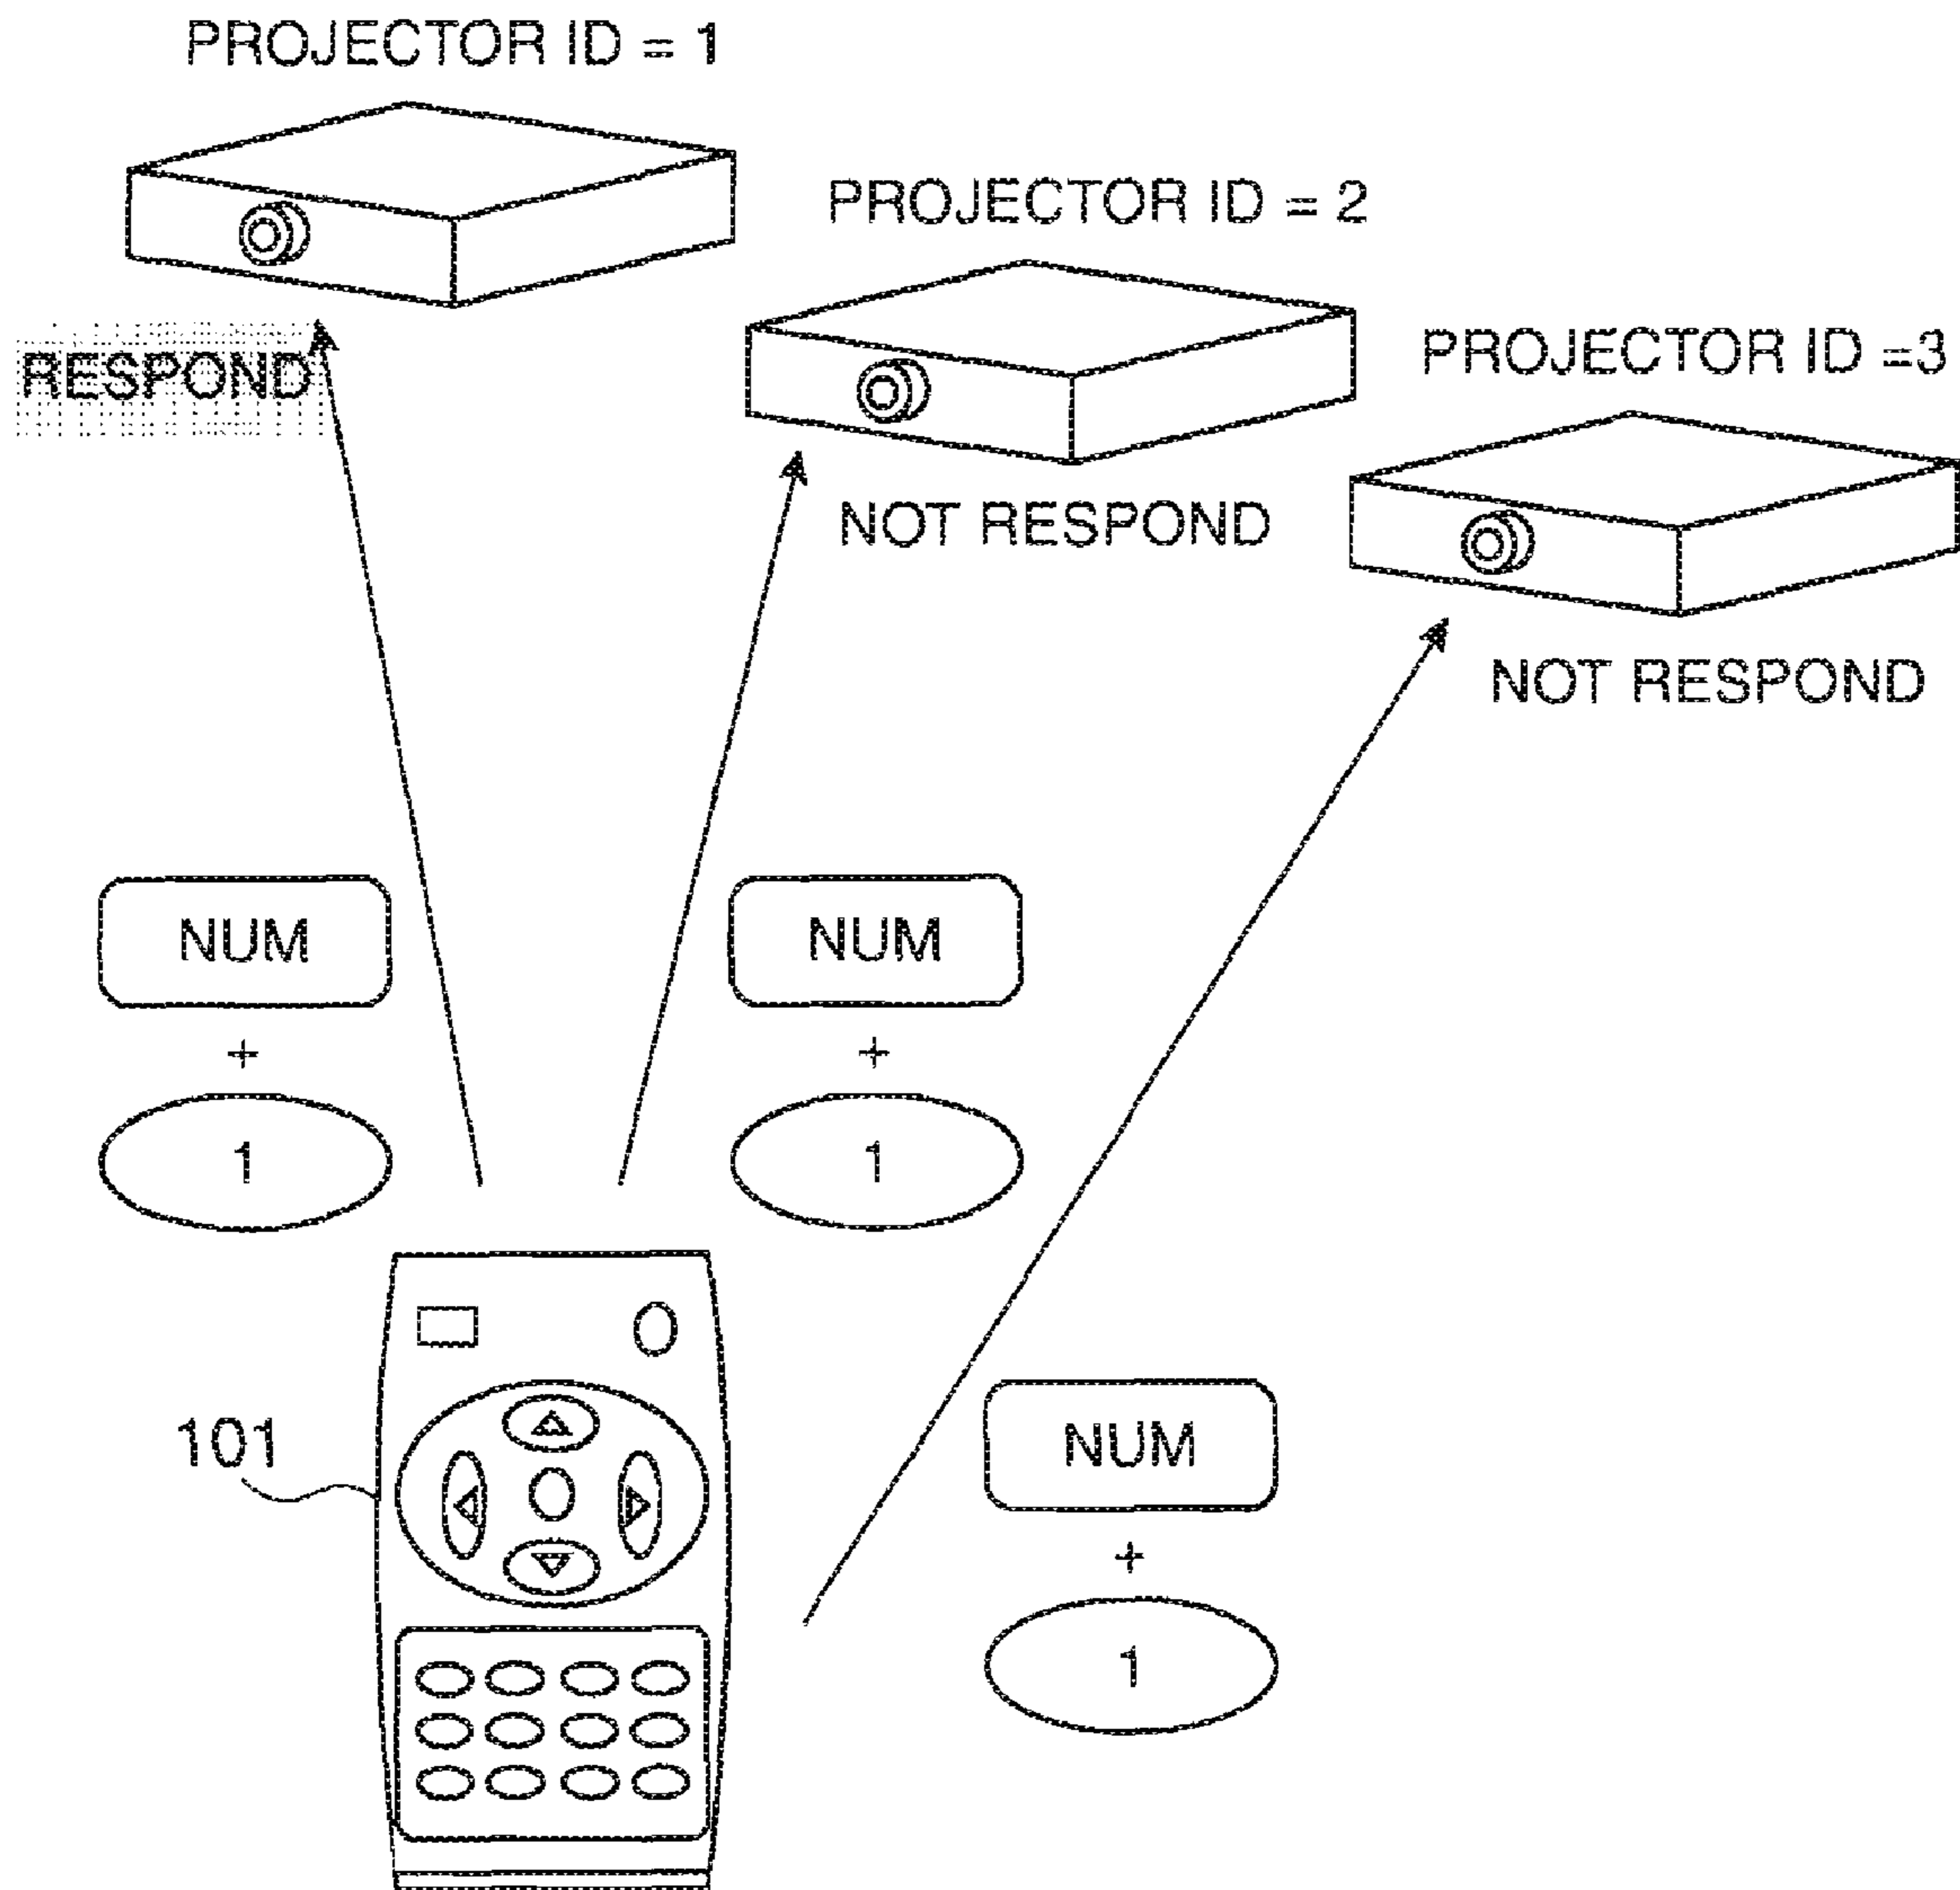 PROJECTOR ID = 1
PROJECTOR ID = 2
PROJECTOR ID =3
RESPOND
NOT RESPOND
NOT RESPOND
NUM
+
1
NUM
+
1
101
NUM
+
1